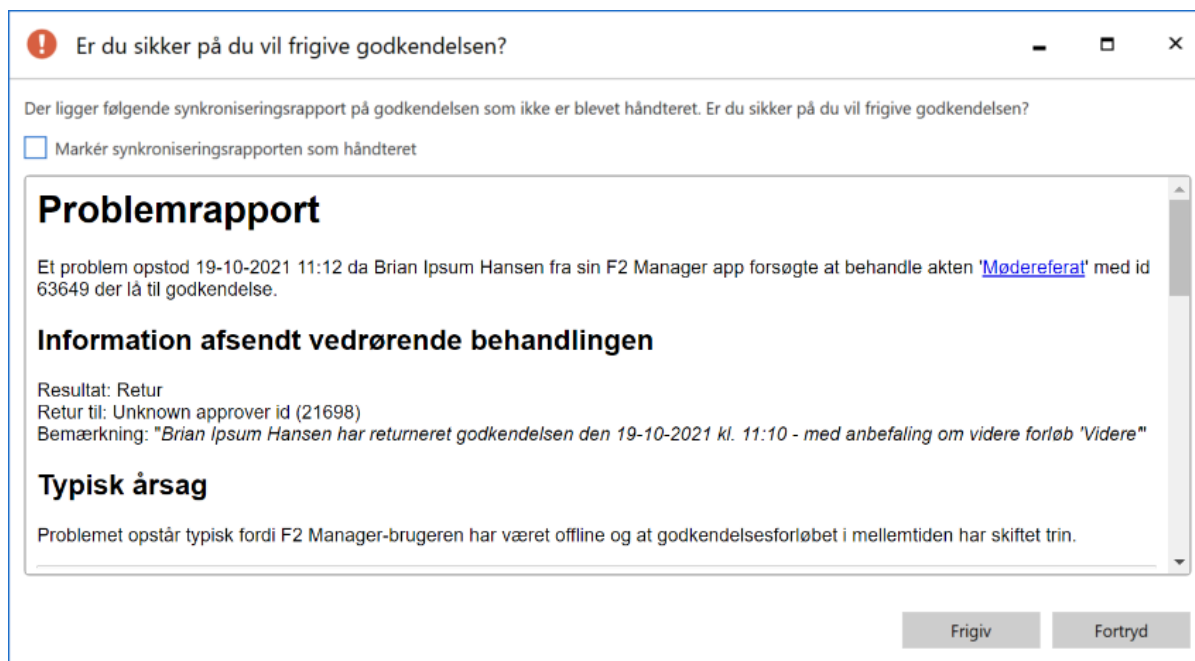 Er du sikker på du vil frigive godkendelsen?
Der ligger følgende synkroniseringsrapport på godkendelsen som ikke er blevet håndteret. Er du sikker på du vil frigive godkendelsen?
Markér synkroniseringsrapporten som håndteret
Problemrapport
Et problem opstod 19-10-2021 11:12 da Brian Ipsum Hansen fra sin F2 Manager app forsøgte at behandle akten 'Mødereferat' med id
63649 der lå til godkendelse.
Information afsendt vedrørende behandlingen
Resultat: Retur
Retur til: Unknown approver id (21698)
Bemærkning: "Brian Ipsum Hansen har returneret godkendelsen den 19-10-2021 kl. 11:10 - med anbefaling om videre forløb 'Videre'"
Typisk årsag
Problemet opstår typisk fordi F2 Manager-brugeren har været offline og at godkendelsesforløbet i mellemtiden har skiftet trin.
Frigiv
Fortryd